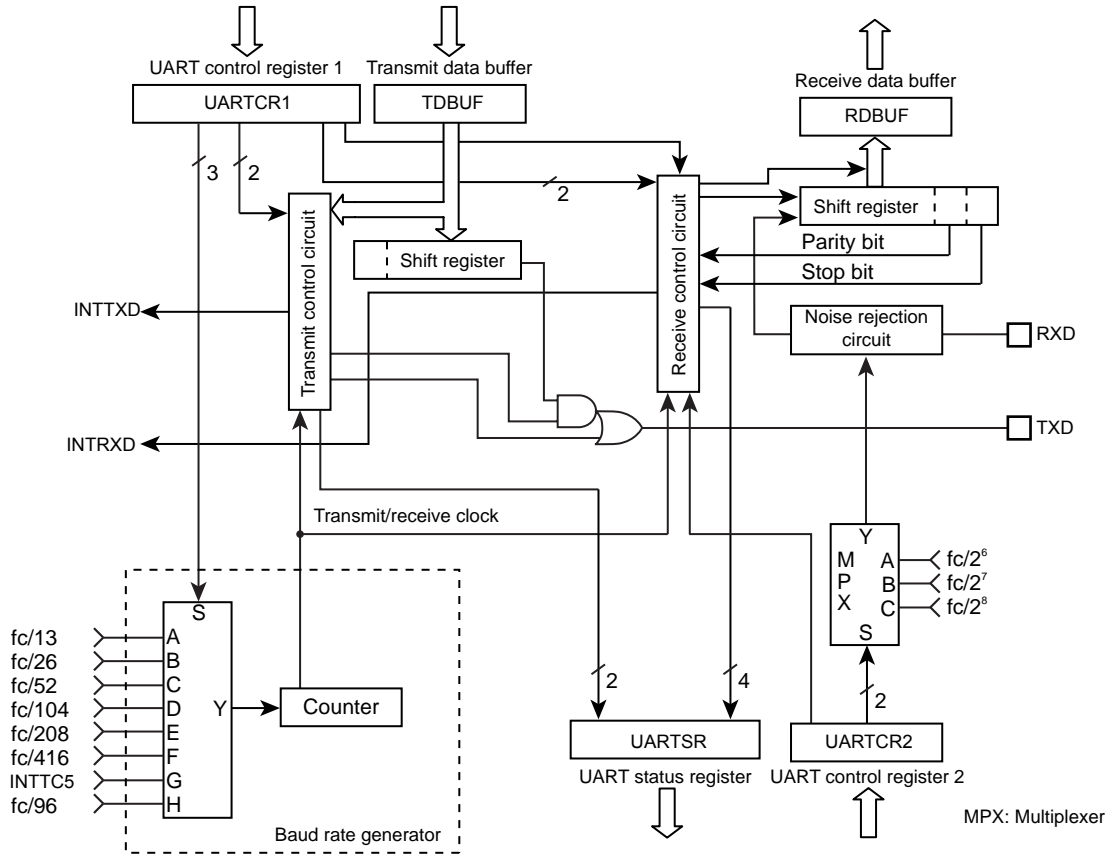 UART control register 1
Transmit data buffer
Receive data buffer
UARTCR1
TDBUF
RDBUF
3
2
2
Shift register
Parity bit
Stop bit
Transmit control circuit
Shift register
Receive control circuit
INTTXD
Noise rejection
circuit
RXD
INTRXD
TXD
Transmit/receive clock
Y
M
P
X
A
B
C
S
fc/2⁶
fc/2⁷
fc/2⁸
S
fc/13
A
fc/26
B
fc/52
C
fc/104
D
fc/208
E
fc/416
F
INTTC5
G
fc/96
H
Y
Counter
2
4
2
UARTSR
UARTCR2
UART status register
UART control register 2
Baud rate generator
MPX: Multiplexer